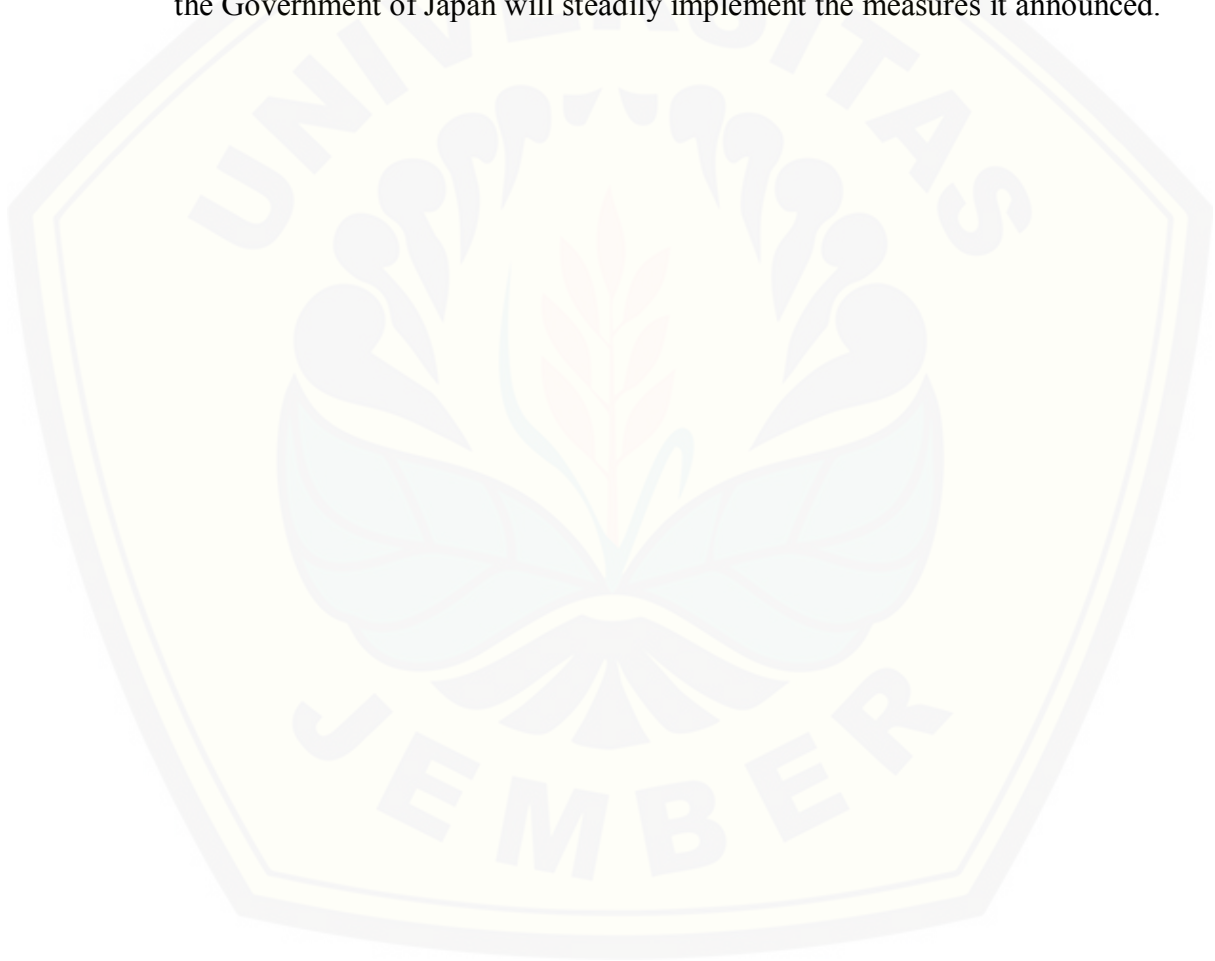 the Government of Japan will steadily implement the measures it announced.
UNIVERSITAS
JEMBER